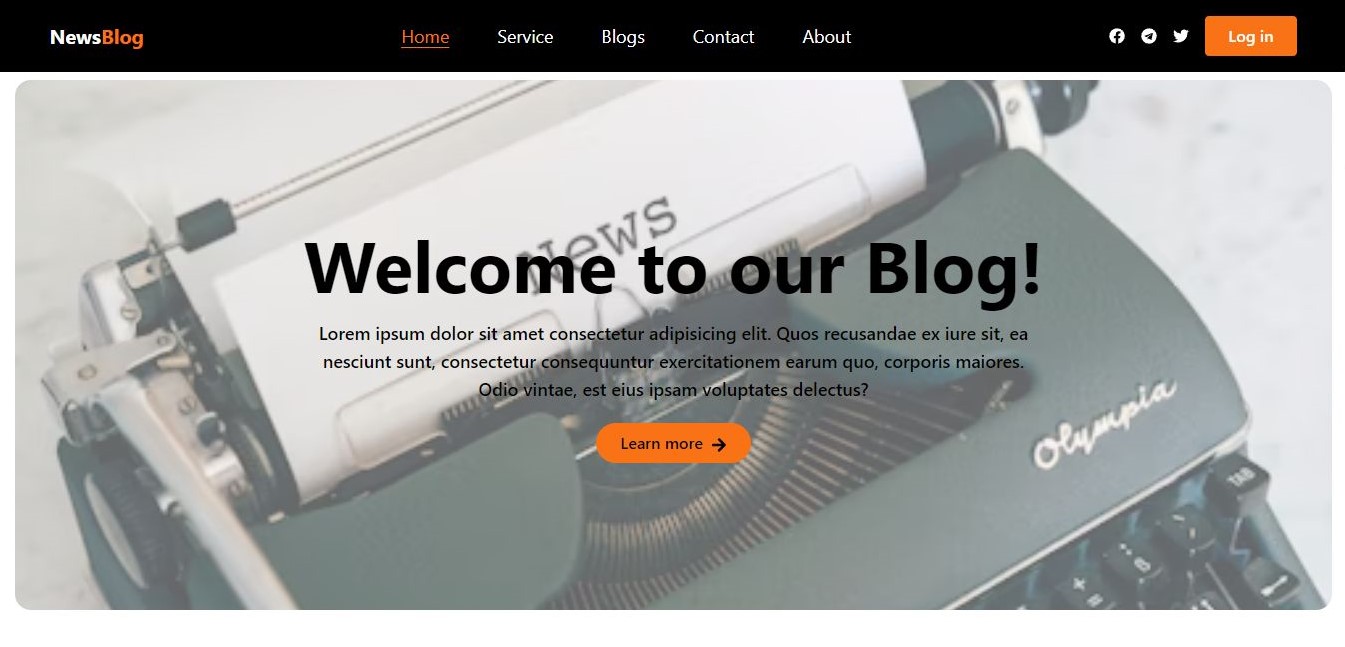 NewsBlog
Home Service Blogs Contact About
Log in
News
Welcome to our Blog!
Lorem ipsum dolor sit amet consectetur adipisicing elit. Quos recusandae ex iure sit, ea
nesciunt sunt, consectetur consequuntur exercitationem earum quo, corporis maiores.
Odio vintae, est eius ipsam voluptates delectus?
Learn more
Olympia
TAB